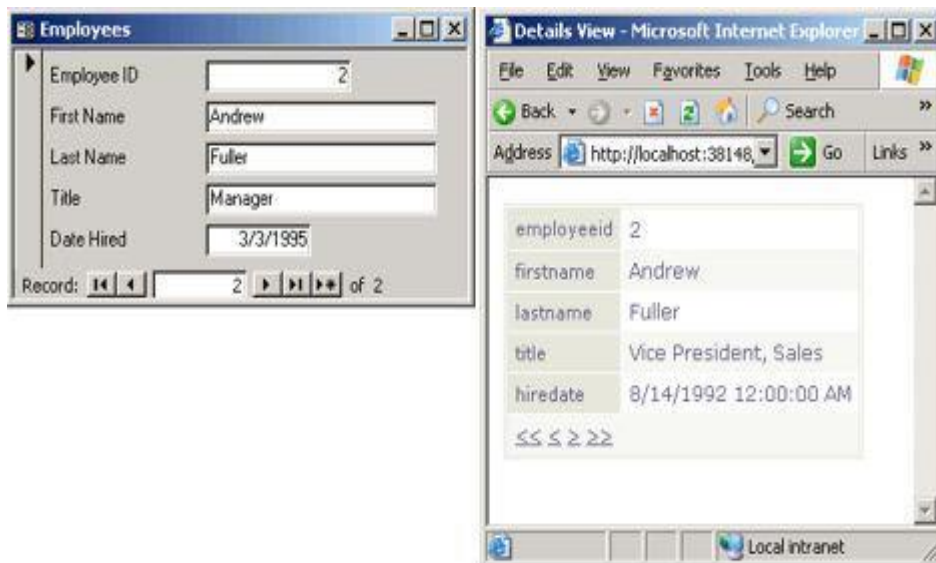 Employees
Employee ID 2
First Name Andrew
Last Name Fuller
Title Manager
Date Hired 3/3/1995
Record: 2 of 2
Details View - Microsoft Internet Explorer
File Edit View Favorites Tools Help
Back Search »
Address http://localhost:38148 Go Links »
employeeid 2
firstname Andrew
lastname Fuller
title Vice President, Sales
hiredate 8/14/1992 12:00:00 AM
<< < > >>
Local intranet